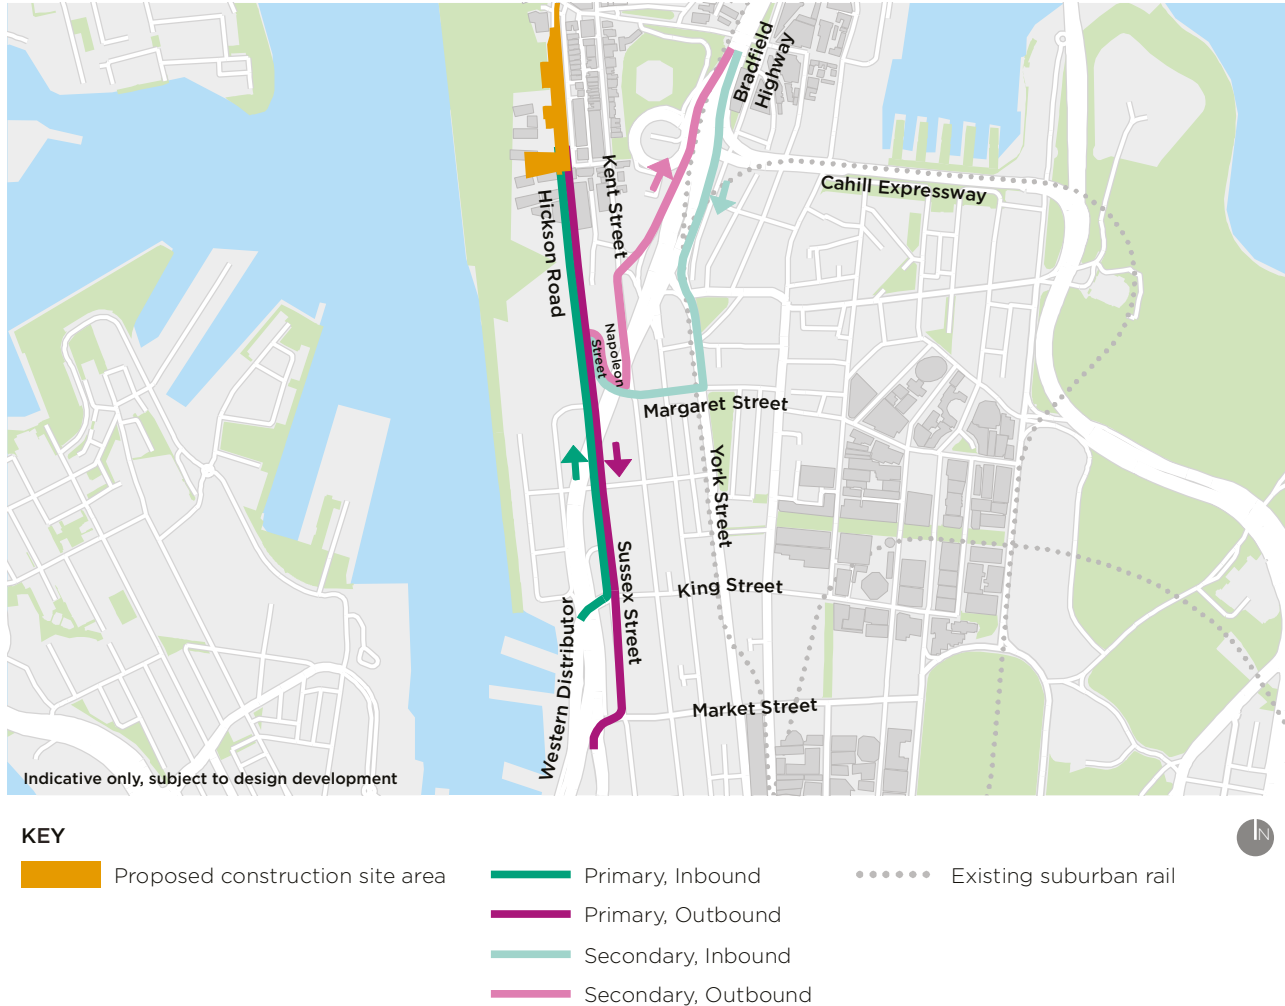 Bradfield
Highway
Kent Street
Cahill Expressway
Hickson Road
Napoleon
Street
Margaret Street
York Street
Sussex Street
King Street
Western Distributor
Market Street
Indicative only, subject to design development
KEY
N
Proposed construction site area
Primary, Inbound
Existing suburban rail
Primary, Outbound
Secondary, Inbound
Secondary, Outbound